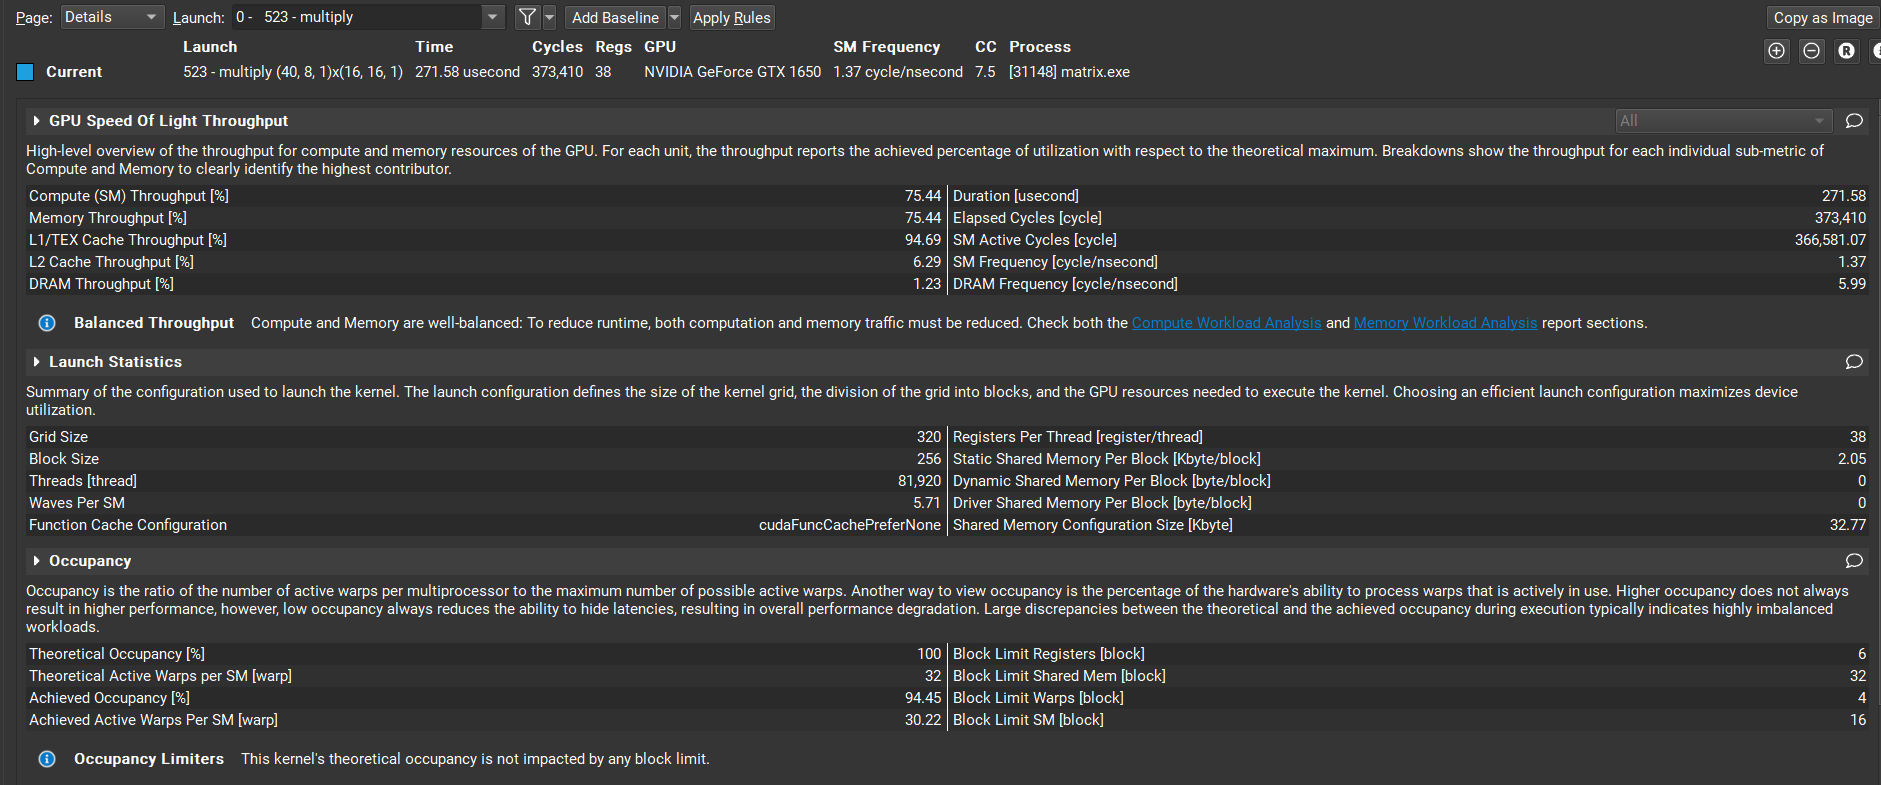 Page: Details Launch: 0 - 523 - multiply Add Baseline Apply Rules Copy as Image
Launch Time Cycles Regs GPU SM Frequency CC Process
Current 523 - multiply (40, 8, 1)x(16, 16, 1) 271.58 usecond 373,410 38 NVIDIA GeForce GTX 1650 1.37 cycle/nsecond 7.5 [31148] matrix.exe
R
GPU Speed Of Light Throughput All
High-level overview of the throughput for compute and memory resources of the GPU. For each unit, the throughput reports the achieved percentage of utilization with respect to the theoretical maximum. Breakdowns show the throughput for each individual sub-metric of
Compute and Memory to clearly identify the highest contributor.
Compute (SM) Throughput [%] 75.44 Duration [usecond] 271.58
Memory Throughput [%] 75.44 Elapsed Cycles [cycle] 373,410
L1/TEX Cache Throughput [%] 94.69 SM Active Cycles [cycle] 366,581.07
L2 Cache Throughput [%] 6.29 SM Frequency [cycle/nsecond] 1.37
DRAM Throughput [%] 1.23 DRAM Frequency [cycle/nsecond] 5.99
Balanced Throughput Compute and Memory are well-balanced: To reduce runtime, both computation and memory traffic must be reduced. Check both the Compute Workload Analysis and Memory Workload Analysis report sections.
Launch Statistics
Summary of the configuration used to launch the kernel. The launch configuration defines the size of the kernel grid, the division of the grid into blocks, and the GPU resources needed to execute the kernel. Choosing an efficient launch configuration maximizes device
utilization.
Grid Size 320 Registers Per Thread [register/thread] 38
Block Size 256 Static Shared Memory Per Block [Kbyte/block] 2.05
Threads [thread] 81,920 Dynamic Shared Memory Per Block [byte/block] 0
Waves Per SM 5.71 Driver Shared Memory Per Block [byte/block] 0
Function Cache Configuration cudaFuncCachePreferNone Shared Memory Configuration Size [Kbyte] 32.77
Occupancy
Occupancy is the ratio of the number of active warps per multiprocessor to the maximum number of possible active warps. Another way to view occupancy is the percentage of the hardware's ability to process warps that is actively in use. Higher occupancy does not always
result in higher performance, however, low occupancy always reduces the ability to hide latencies, resulting in overall performance degradation. Large discrepancies between the theoretical and the achieved occupancy during execution typically indicates highly imbalanced
workloads.
Theoretical Occupancy [%] 100 Block Limit Registers [block] 6
Theoretical Active Warps per SM [warp] 32 Block Limit Shared Mem [block] 32
Achieved Occupancy [%] 94.45 Block Limit Warps [block] 4
Achieved Active Warps Per SM [warp] 30.22 Block Limit SM [block] 16
Occupancy Limiters This kernel's theoretical occupancy is not impacted by any block limit.